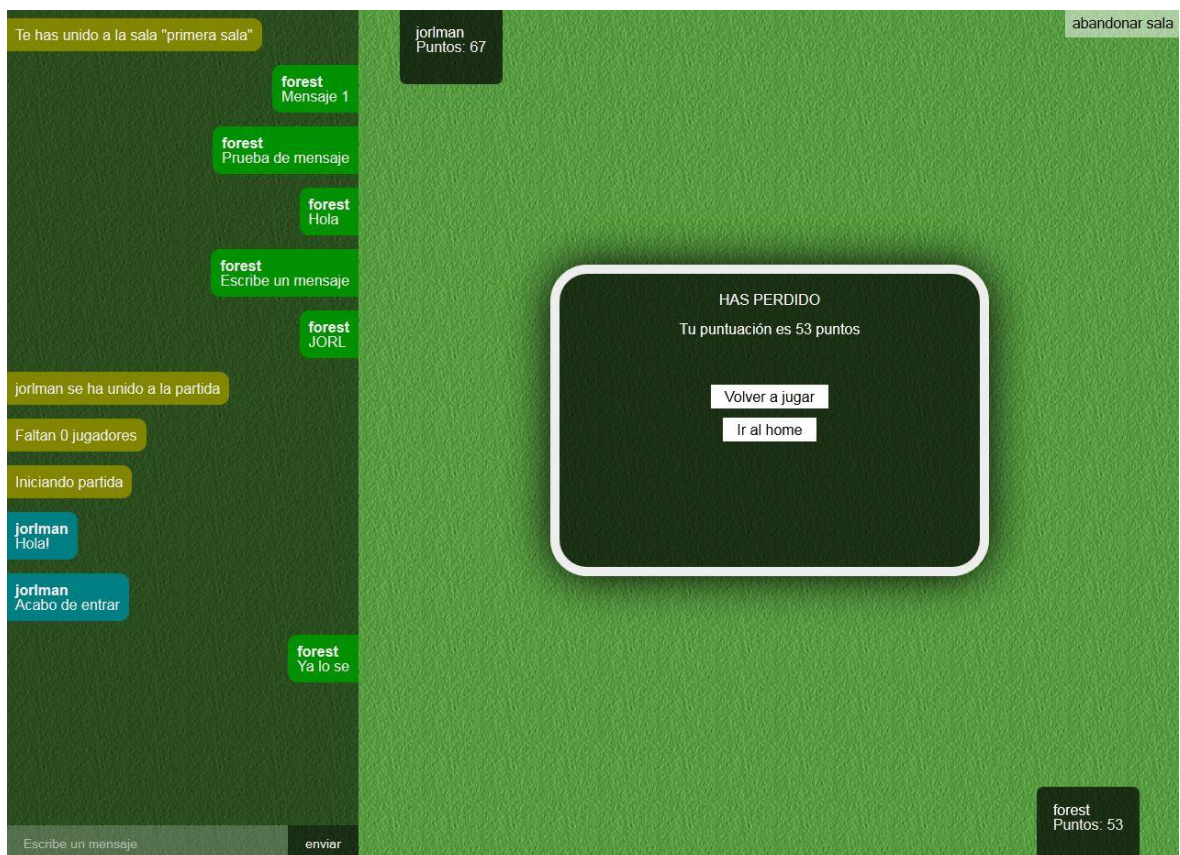 Te has unido a la sala "primera sala"
forest
Mensaje 1
forest
Prueba de mensaje
forest
Hola
forest
Escribe un mensaje
forest
JORL
jorlman se ha unido a la partida
Faltan 0 jugadores
Iniciando partida
jorlman
Hola!
jorlman
Acabo de entrar
forest
Ya lo se
Escribe un mensaje
enviar
jorlman
Puntos: 67
abandonar sala
HAS PERDIDO
Tu puntuación es 53 puntos
Volver a jugar
Ir al home
forest
Puntos: 53